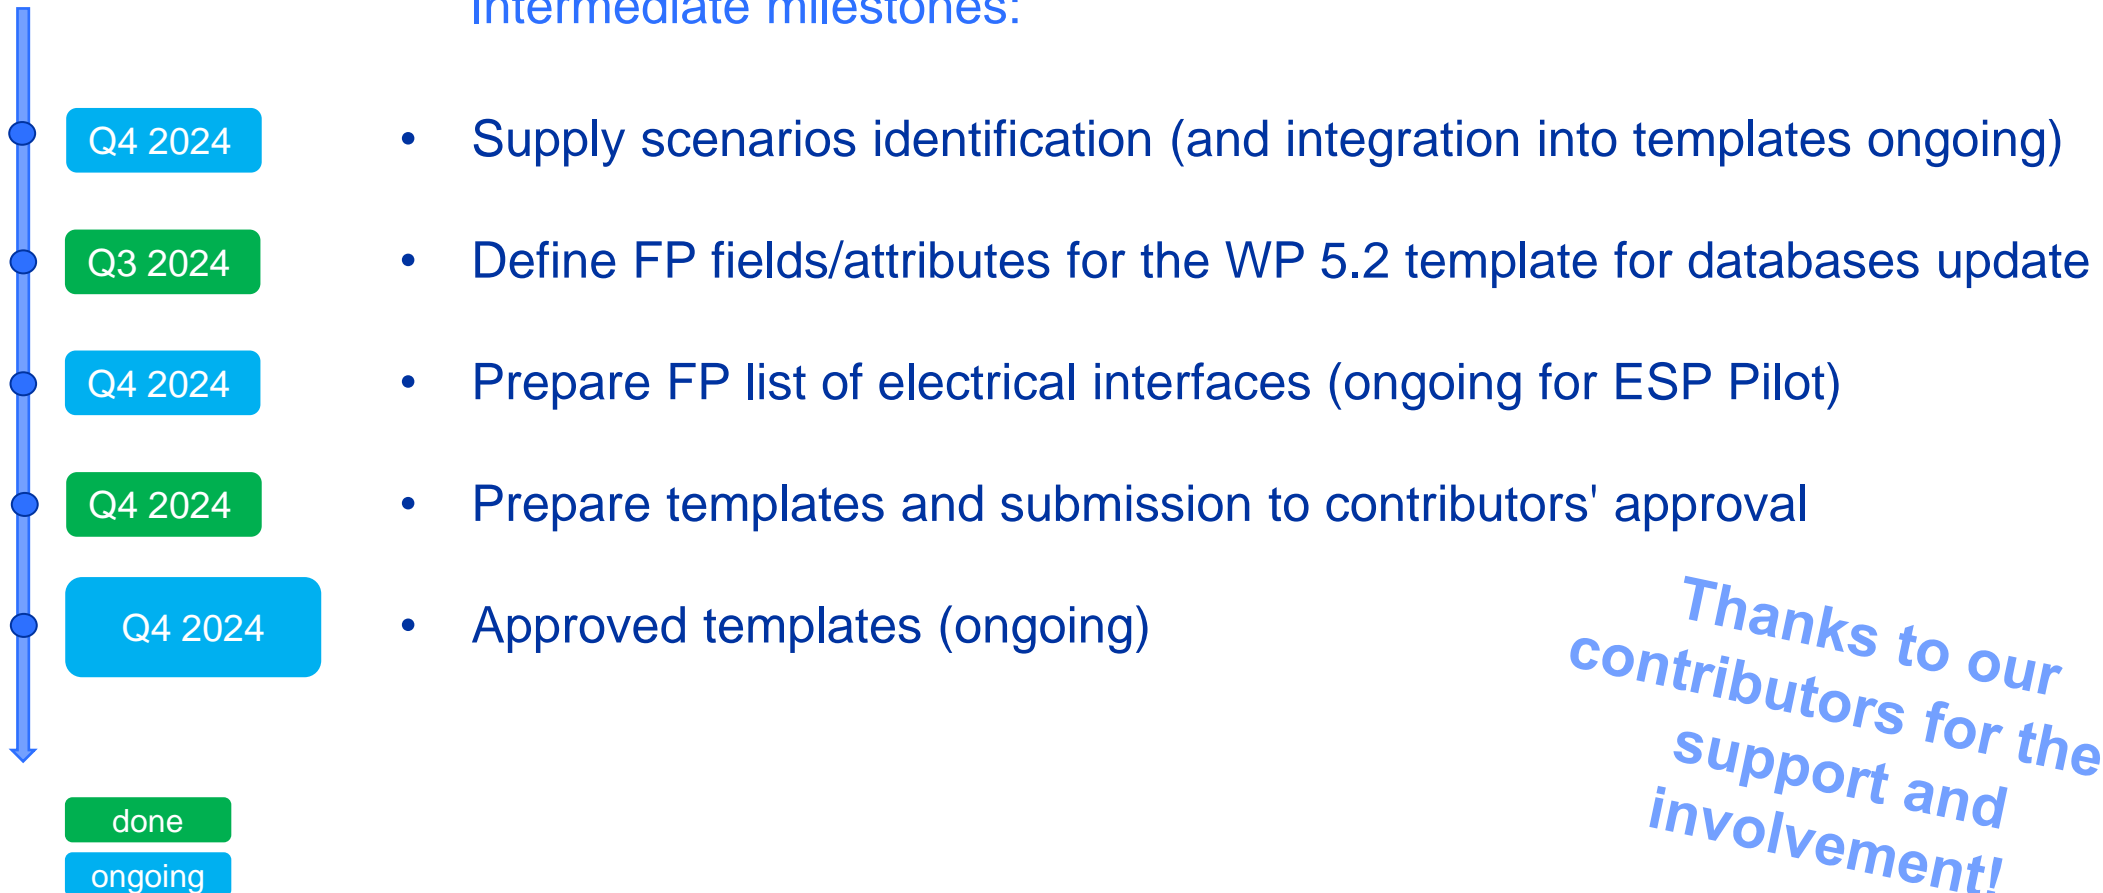 Intermediate milestones:
Q4 2024 • Supply scenarios identification (and integration into templates ongoing)
Q3 2024 • Define FP fields/attributes for the WP 5.2 template for databases update
Q4 2024 • Prepare FP list of electrical interfaces (ongoing for ESP Pilot)
Q4 2024 • Prepare templates and submission to contributors' approval
Q4 2024 • Approved templates (ongoing)
Thanks to our
contributors for the
support and
involvement!
done
ongoing